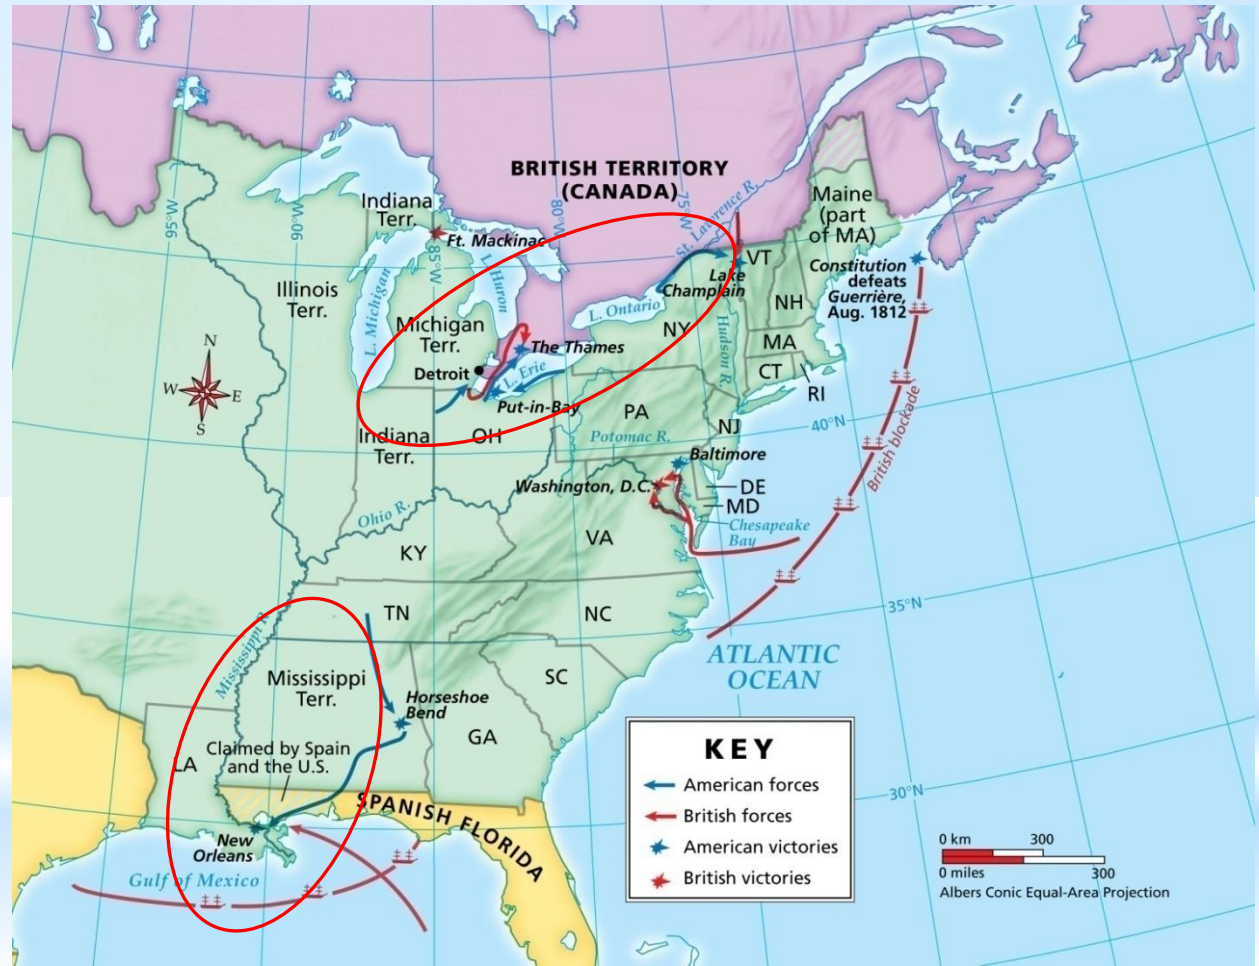 BRITISH TERRITORY
(CANADA)
Indiana
Terr.
Ft. Mackinac
95°W
90°W
85°W
80°W
75°W
St. Lawrence R.
Maine
(part
of MA)
VT
Lake
Champlain
Constitution
defeats
Guerrière,
Aug. 1812
Illinois
Terr.
L. Michigan
L. Huron
L. Ontario
NH
Michigan
Terr.
NY
Hudson R.
MA
The Thames
N
W
E
S
Detroit
L. Erie
CT
RI
Put-in-Bay
PA
NJ
40°N
British blockade
Indiana
Terr.
OH
Potomac R.
Baltimore
Washington, D.C.
DE
MD
Ohio R.
Chesapeake
Bay
VA
KY
35°N
TN
NC
Mississippi R.
ATLANTIC
OCEAN
Mississippi
Terr.
SC
Horseshoe
Bend
GA
Claimed by Spain
and the U.S.
LA
SPANISH FLORIDA
30°N
New
Orleans
Gulf of Mexico
KEY
American forces
British forces
American victories
British victories
0 km 300
0 miles 300
Albers Conic Equal-Area Projection